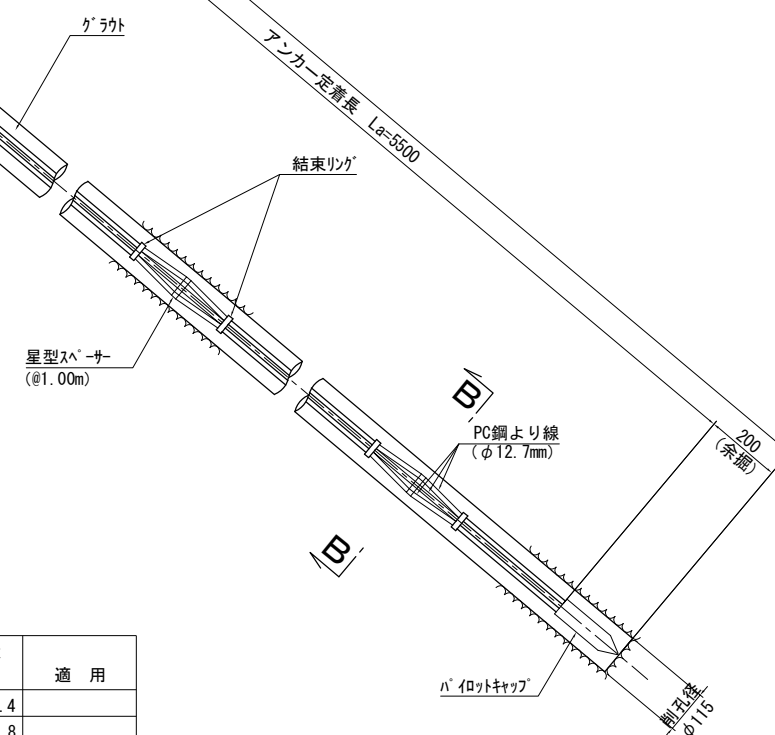 グラウト
アンカー定着長 La=5500
結束リング
星型スペーサー
(@1.00m)
B
PC鋼より線
(φ12.7mm)
200
(余掘)
B
パイロットキャップ
削孔径
φ115
適 用
.4
8